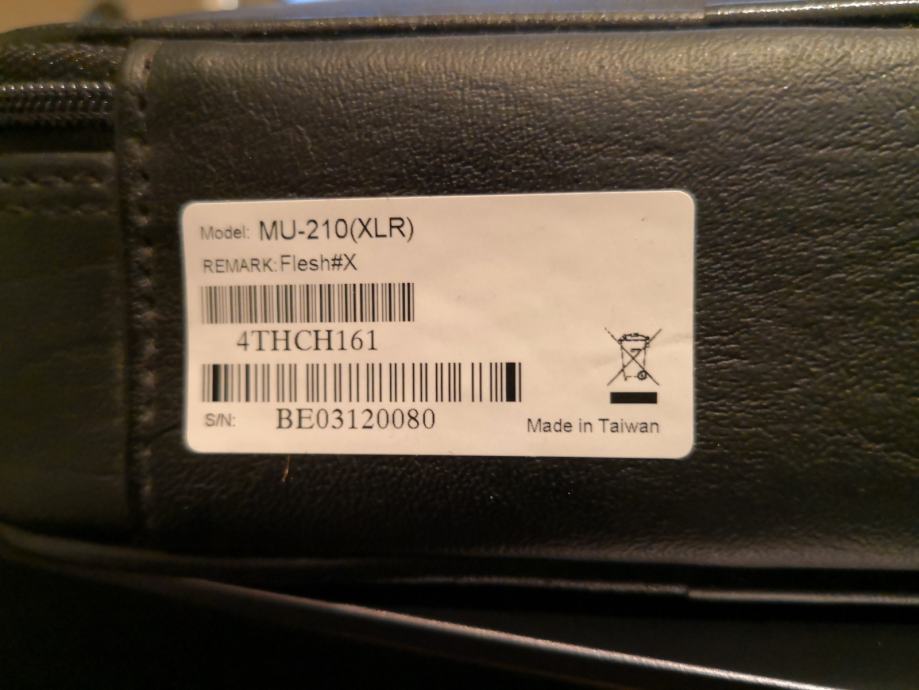 Model: MU-210(XLR)
REMARK: Flesh#X
4THCH161
S/N: BE03120080
Made in Taiwan